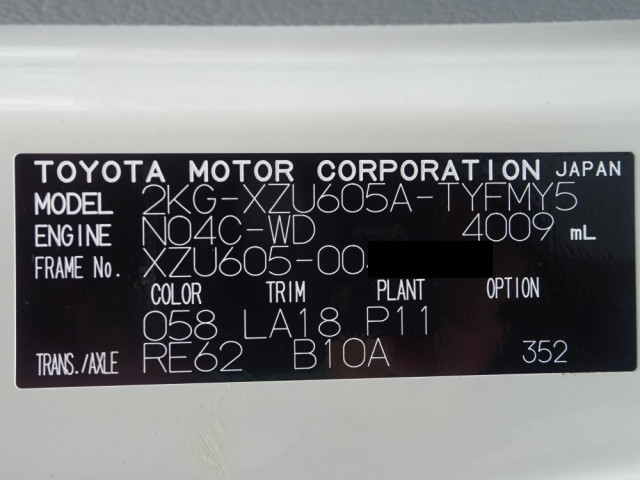 TOYOTA MOTOR CORPORATION JAPAN
MODEL 2KG-XZU605A-TYFMY5
ENGINE N04C-WD 4009 mL
FRAME No. XZU605-00
COLOR TRIM PLANT OPTION
058 LA18 P11
TRANS./AXLE RE62 B10A 352